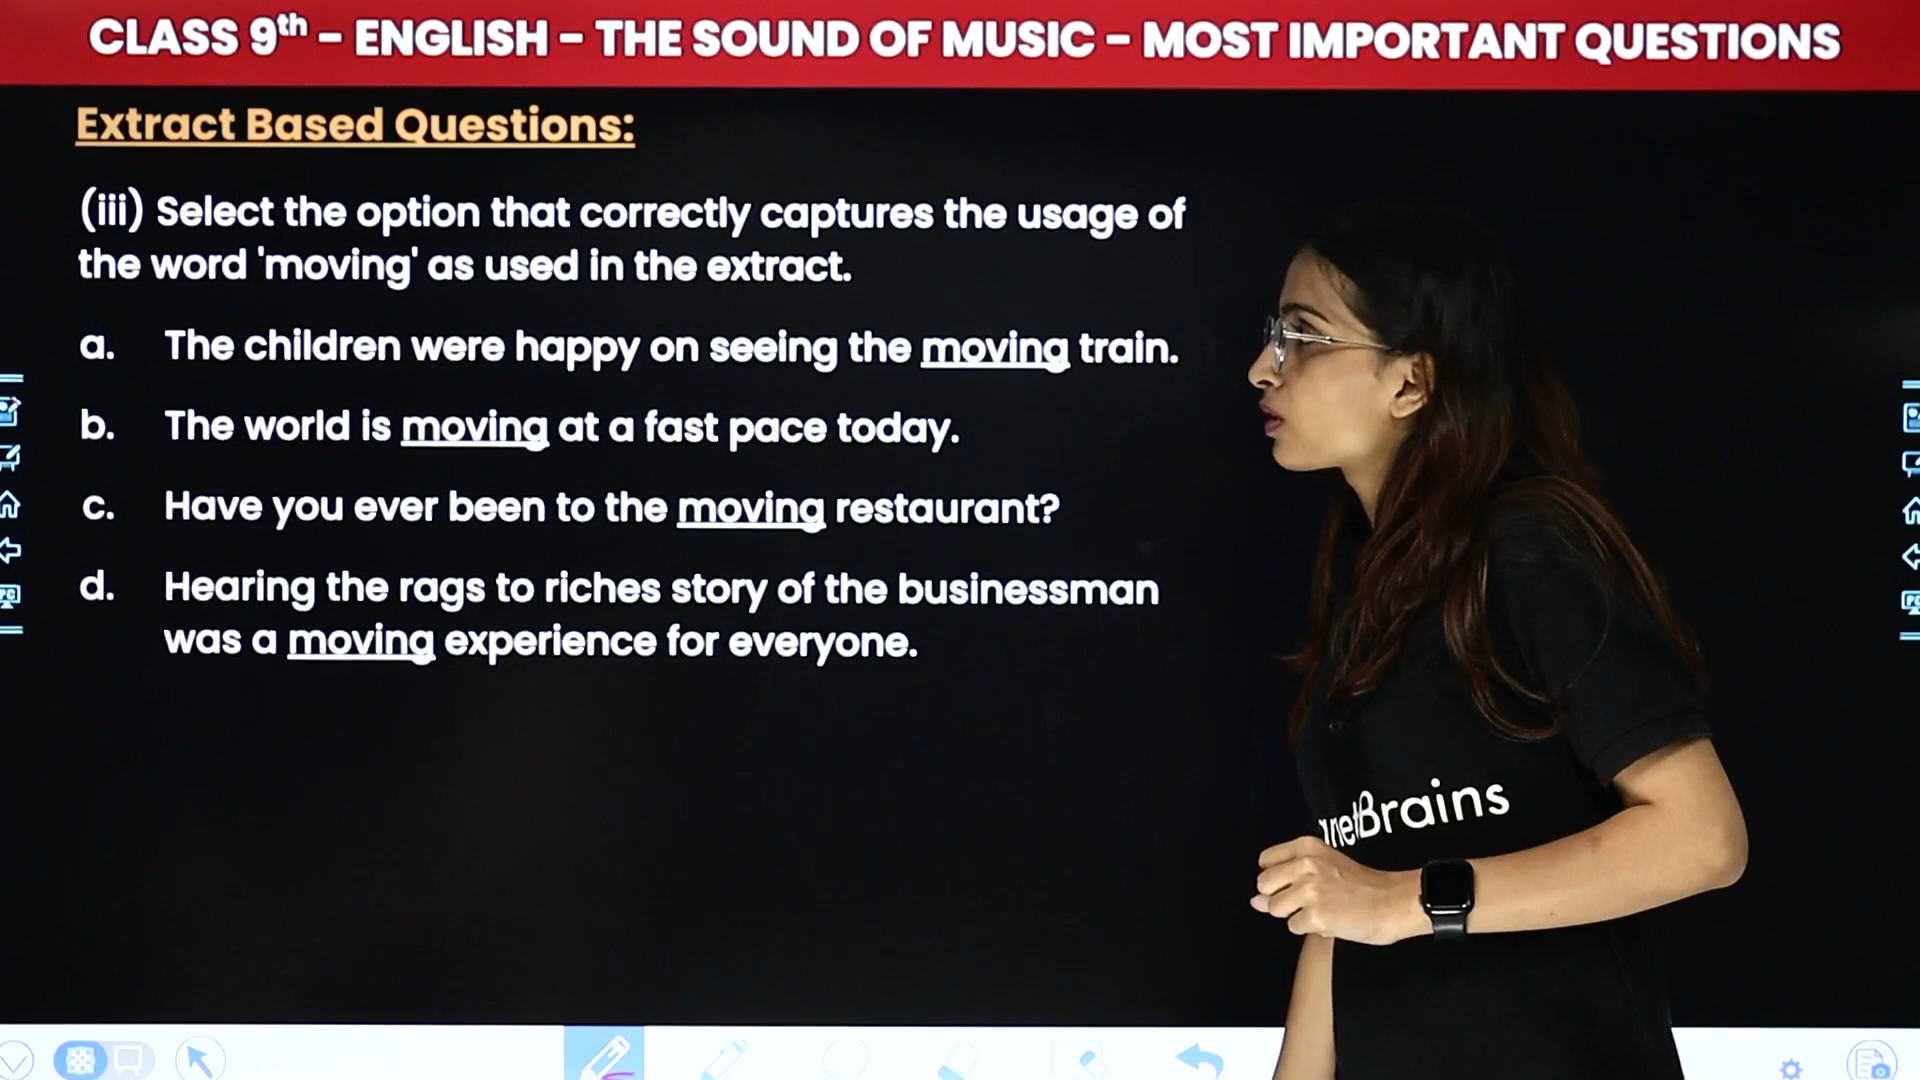 CLASS 9th - ENGLISH - THE SOUND OF MUSIC - MOST IMPORTANT QUESTIONS
Extract Based Questions:
(iii) Select the option that correctly captures the usage of
the word 'moving' as used in the extract.
a. The children were happy on seeing the moving train.
b. The world is moving at a fast pace today.
c. Have you ever been to the moving restaurant?
d. Hearing the rags to riches story of the businessman
was a moving experience for everyone.
anetBrains